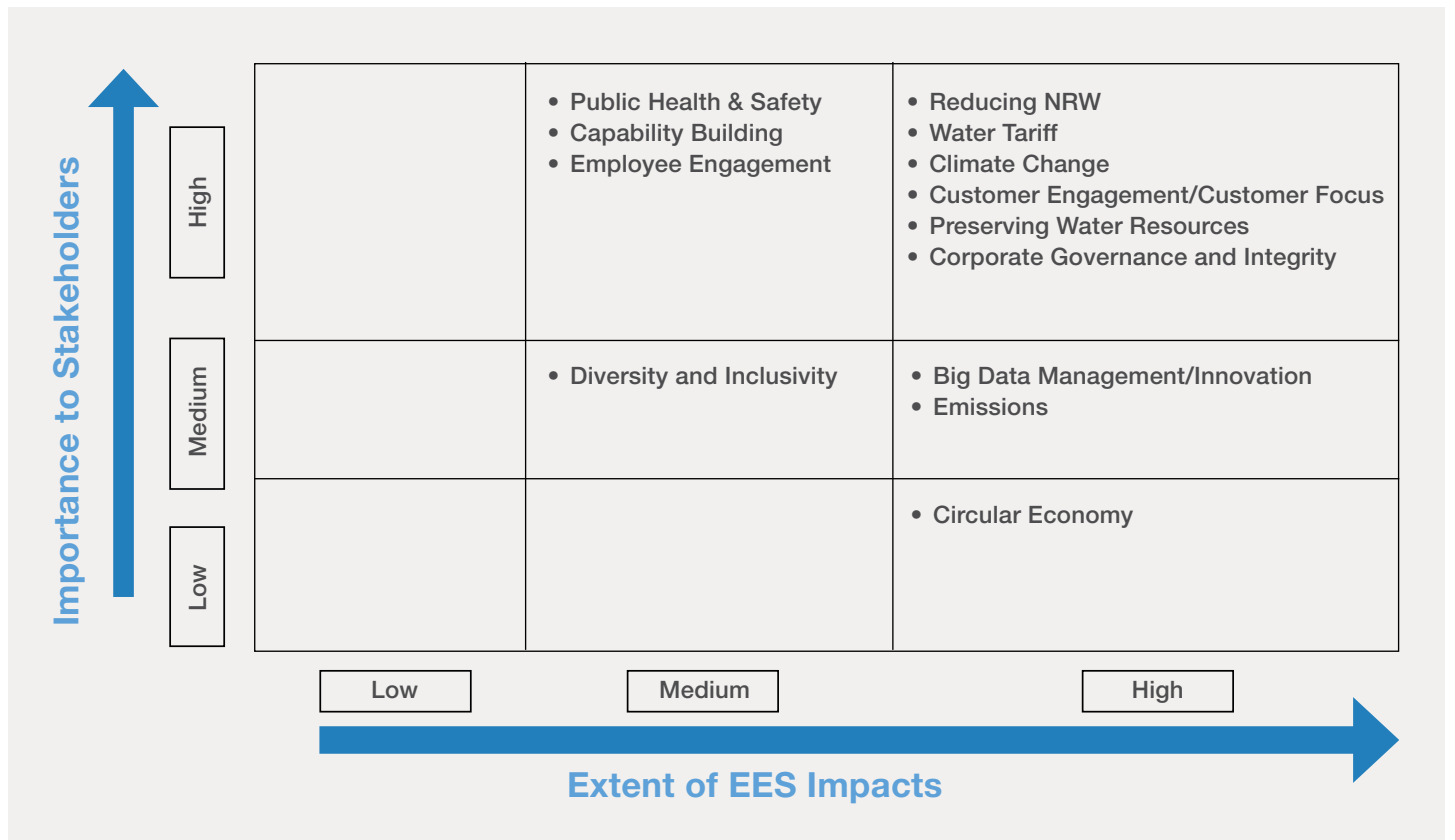 Importance to Stakeholders
High
• Public Health & Safety
• Capability Building
• Employee Engagement
• Reducing NRW
• Water Tariff
• Climate Change
• Customer Engagement/Customer Focus
• Preserving Water Resources
• Corporate Governance and Integrity
Medium
• Diversity and Inclusivity
• Big Data Management/Innovation
• Emissions
Low
• Circular Economy
Low
Medium
High
Extent of EES Impacts